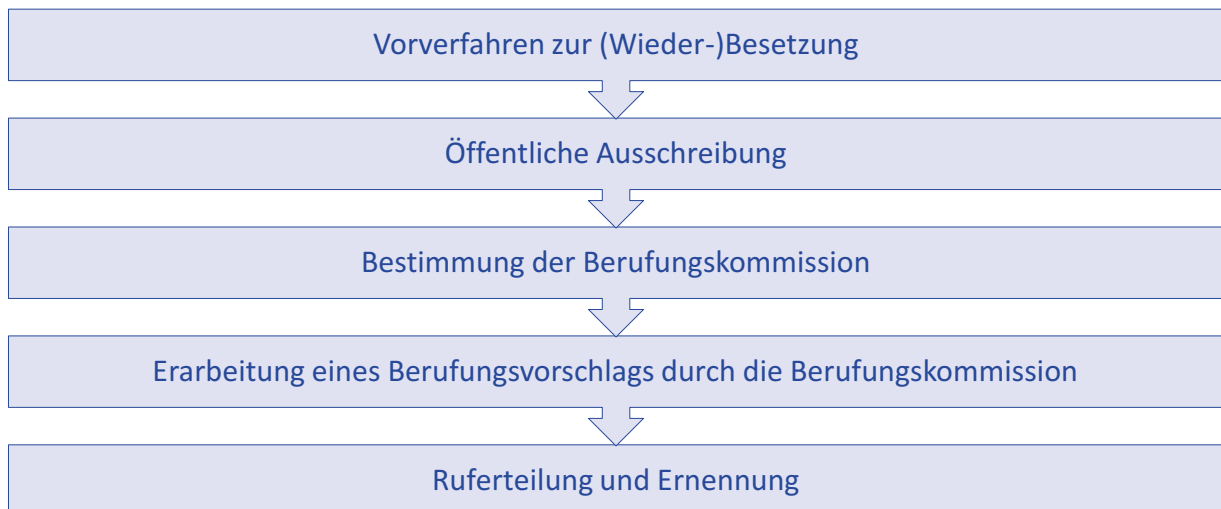 Vorverfahren zur (Wieder-)Besetzung
Öffentliche Ausschreibung
Bestimmung der Berufungskommission
Erarbeitung eines Berufungsvorschlags durch die Berufungskommission
Ruferteilung und Ernennung